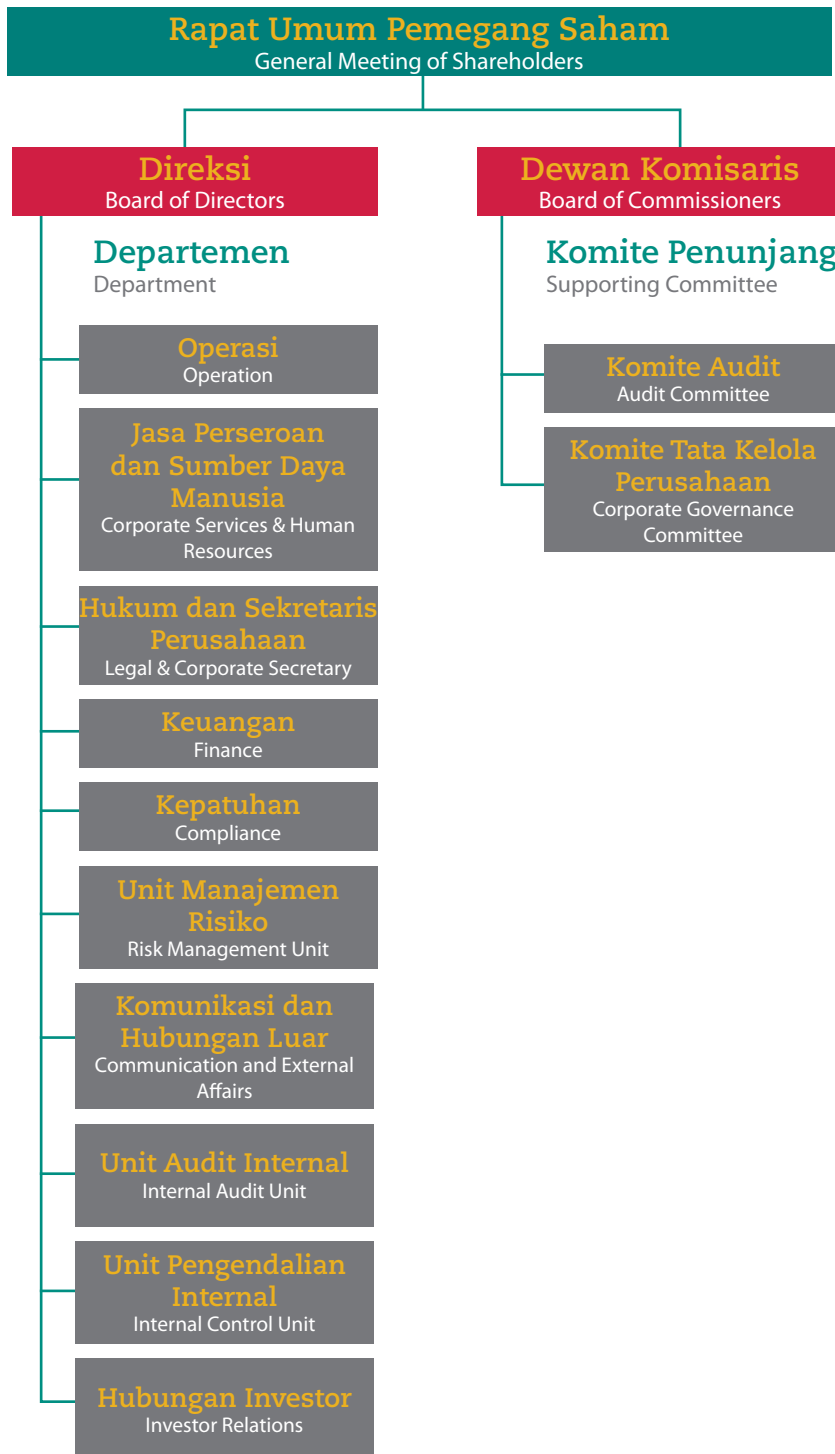 Rapat Umum Pemegang Saham
General Meeting of Shareholders
Direksi
Board of Directors
Departemen
Department
Operasi
Operation
Jasa Perseroan
dan Sumber Daya
Manusia
Corporate Services & Human
Resources
Hukum dan Sekretaris
Perusahaan
Legal & Corporate Secretary
Keuangan
Finance
Kepatuhan
Compliance
Unit Manajemen
Risiko
Risk Management Unit
Komunikasi dan
Hubungan Luar
Communication and External
Affairs
Unit Audit Internal
Internal Audit Unit
Unit Pengendalian
Internal
Internal Control Unit
Hubungan Investor
Investor Relations
Dewan Komisaris
Board of Commissioners
Komite Penunjang
Supporting Committee
Komite Audit
Audit Committee
Komite Tata Kelola
Perusahaan
Corporate Governance
Committee